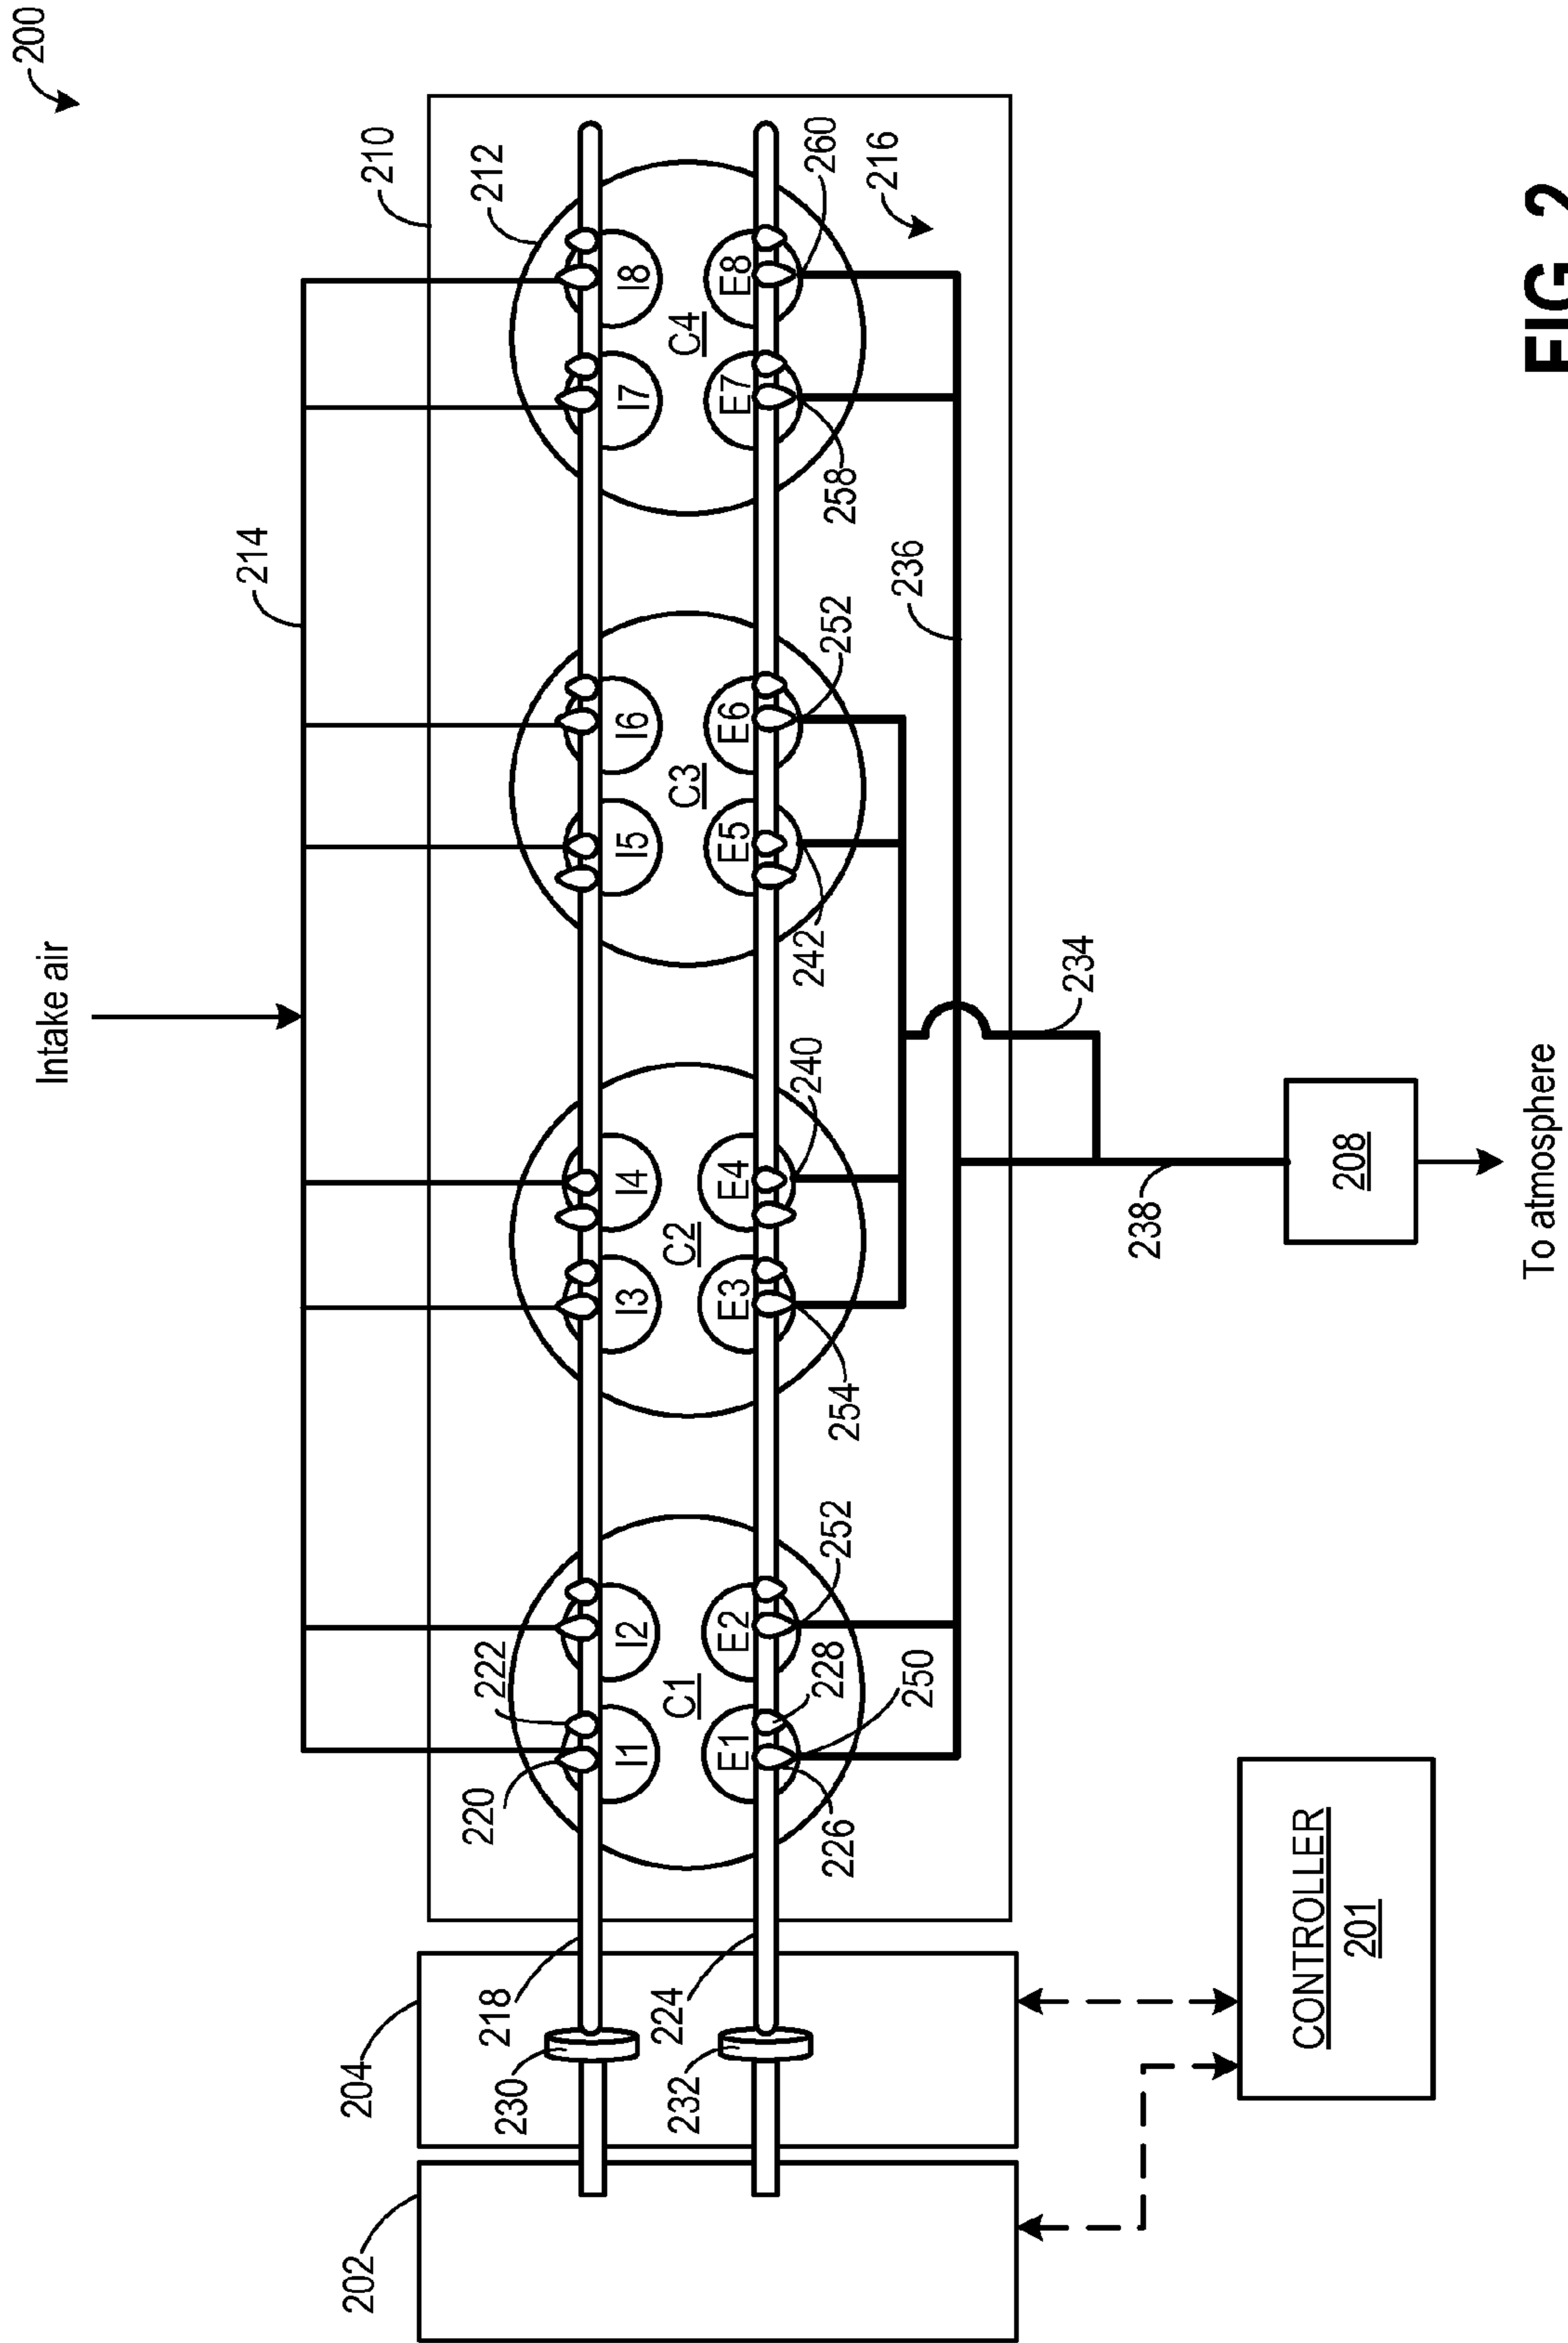 200
Intake air
214
210
212
220
222
218
230
204
202
I1
I2
I3
I4
I5
I6
I7
I8
C1
C2
C3
C4
E1
E2
E3
E4
E5
E6
E7
E8
224
232
226
228
250
252
254
240
242
252
258
260
216
236
234
238
208
To atmosphere
CONTROLLER
201
FIG. 2